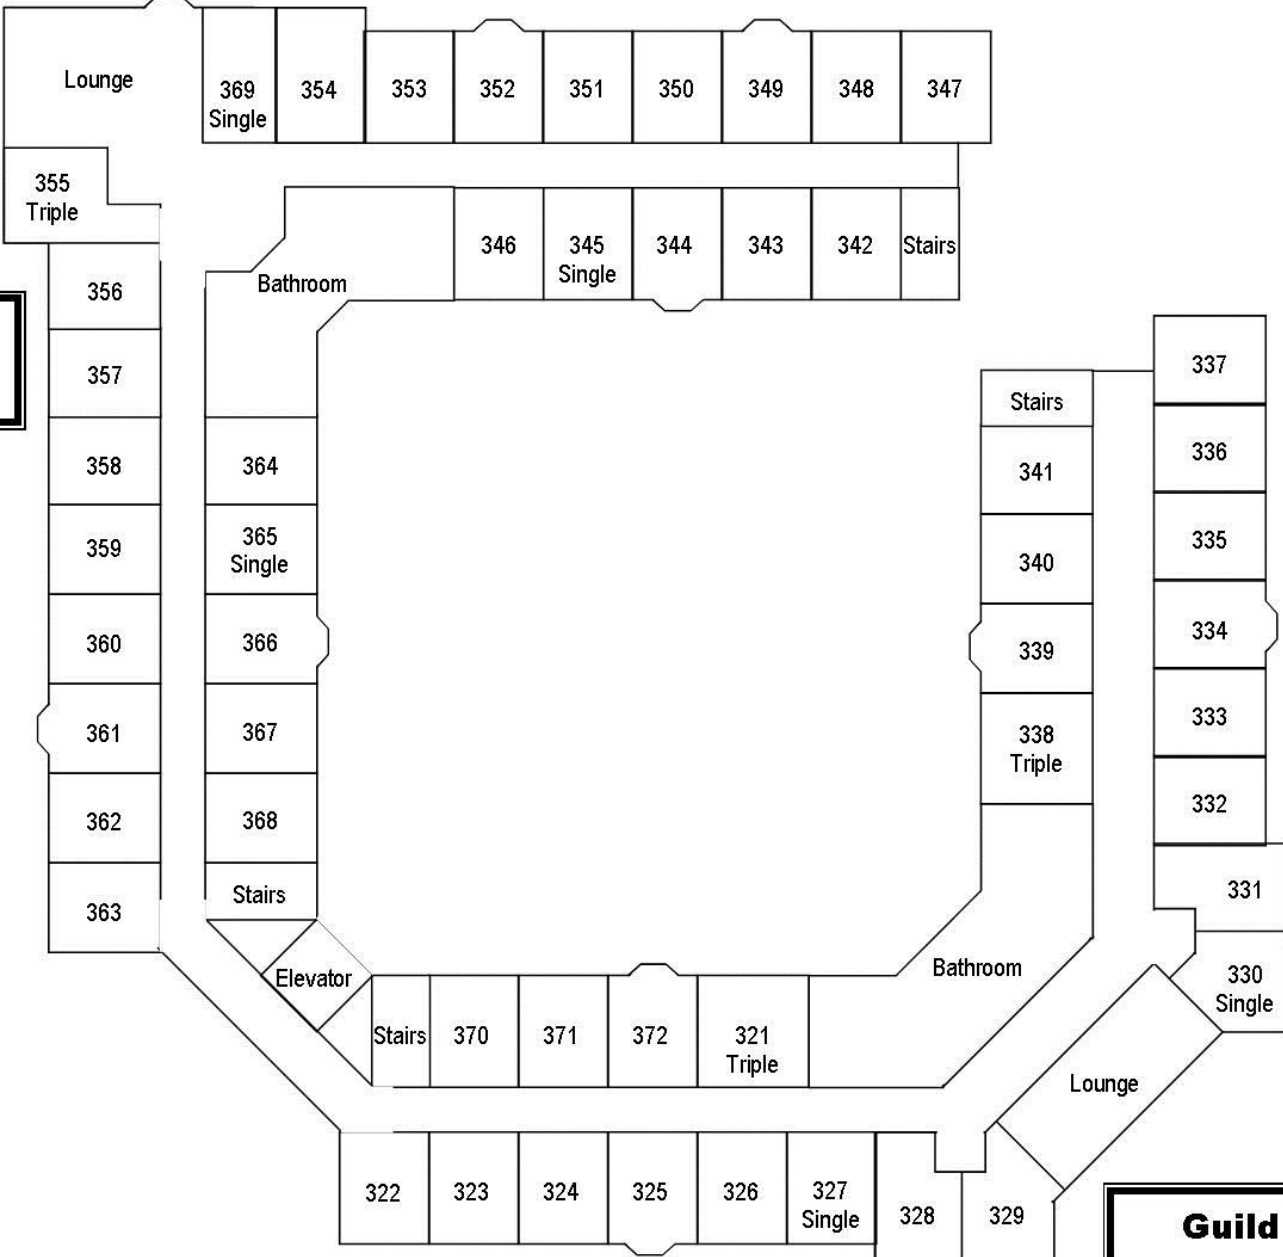 Lounge
369
Single
354
353
352
351
350
349
348
347
355
Triple
346
345
Single
344
343
342
Stairs
Bathroom
356
357
358
359
360
361
362
363
364
365
Single
366
367
368
Stairs
Elevator
Stairs
370
371
372
321
Triple
Bathroom
Stairs
341
340
339
338
Triple
337
336
335
334
333
332
331
330
Single
Lounge
322
323
324
325
326
327
Single
328
329
Guild